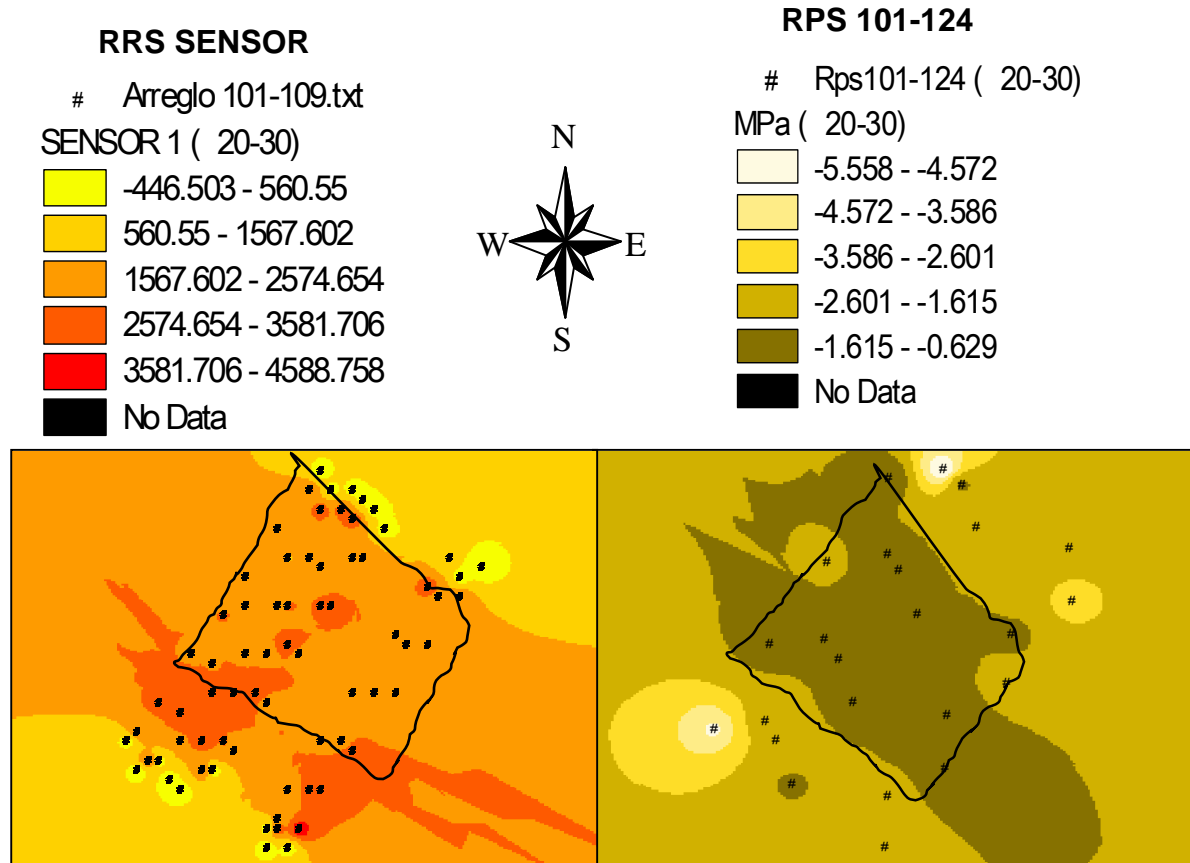 RRS SENSOR
# Arreglo 101-109.txt
SENSOR 1 ( 20-30)
-446.503 - 560.55
560.55 - 1567.602
1567.602 - 2574.654
2574.654 - 3581.706
3581.706 - 4588.758
No Data
N
W E
S
RPS 101-124
# Rps101-124 ( 20-30)
MPa ( 20-30)
-5.558 - -4.572
-4.572 - -3.586
-3.586 - -2.601
-2.601 - -1.615
-1.615 - -0.629
No Data